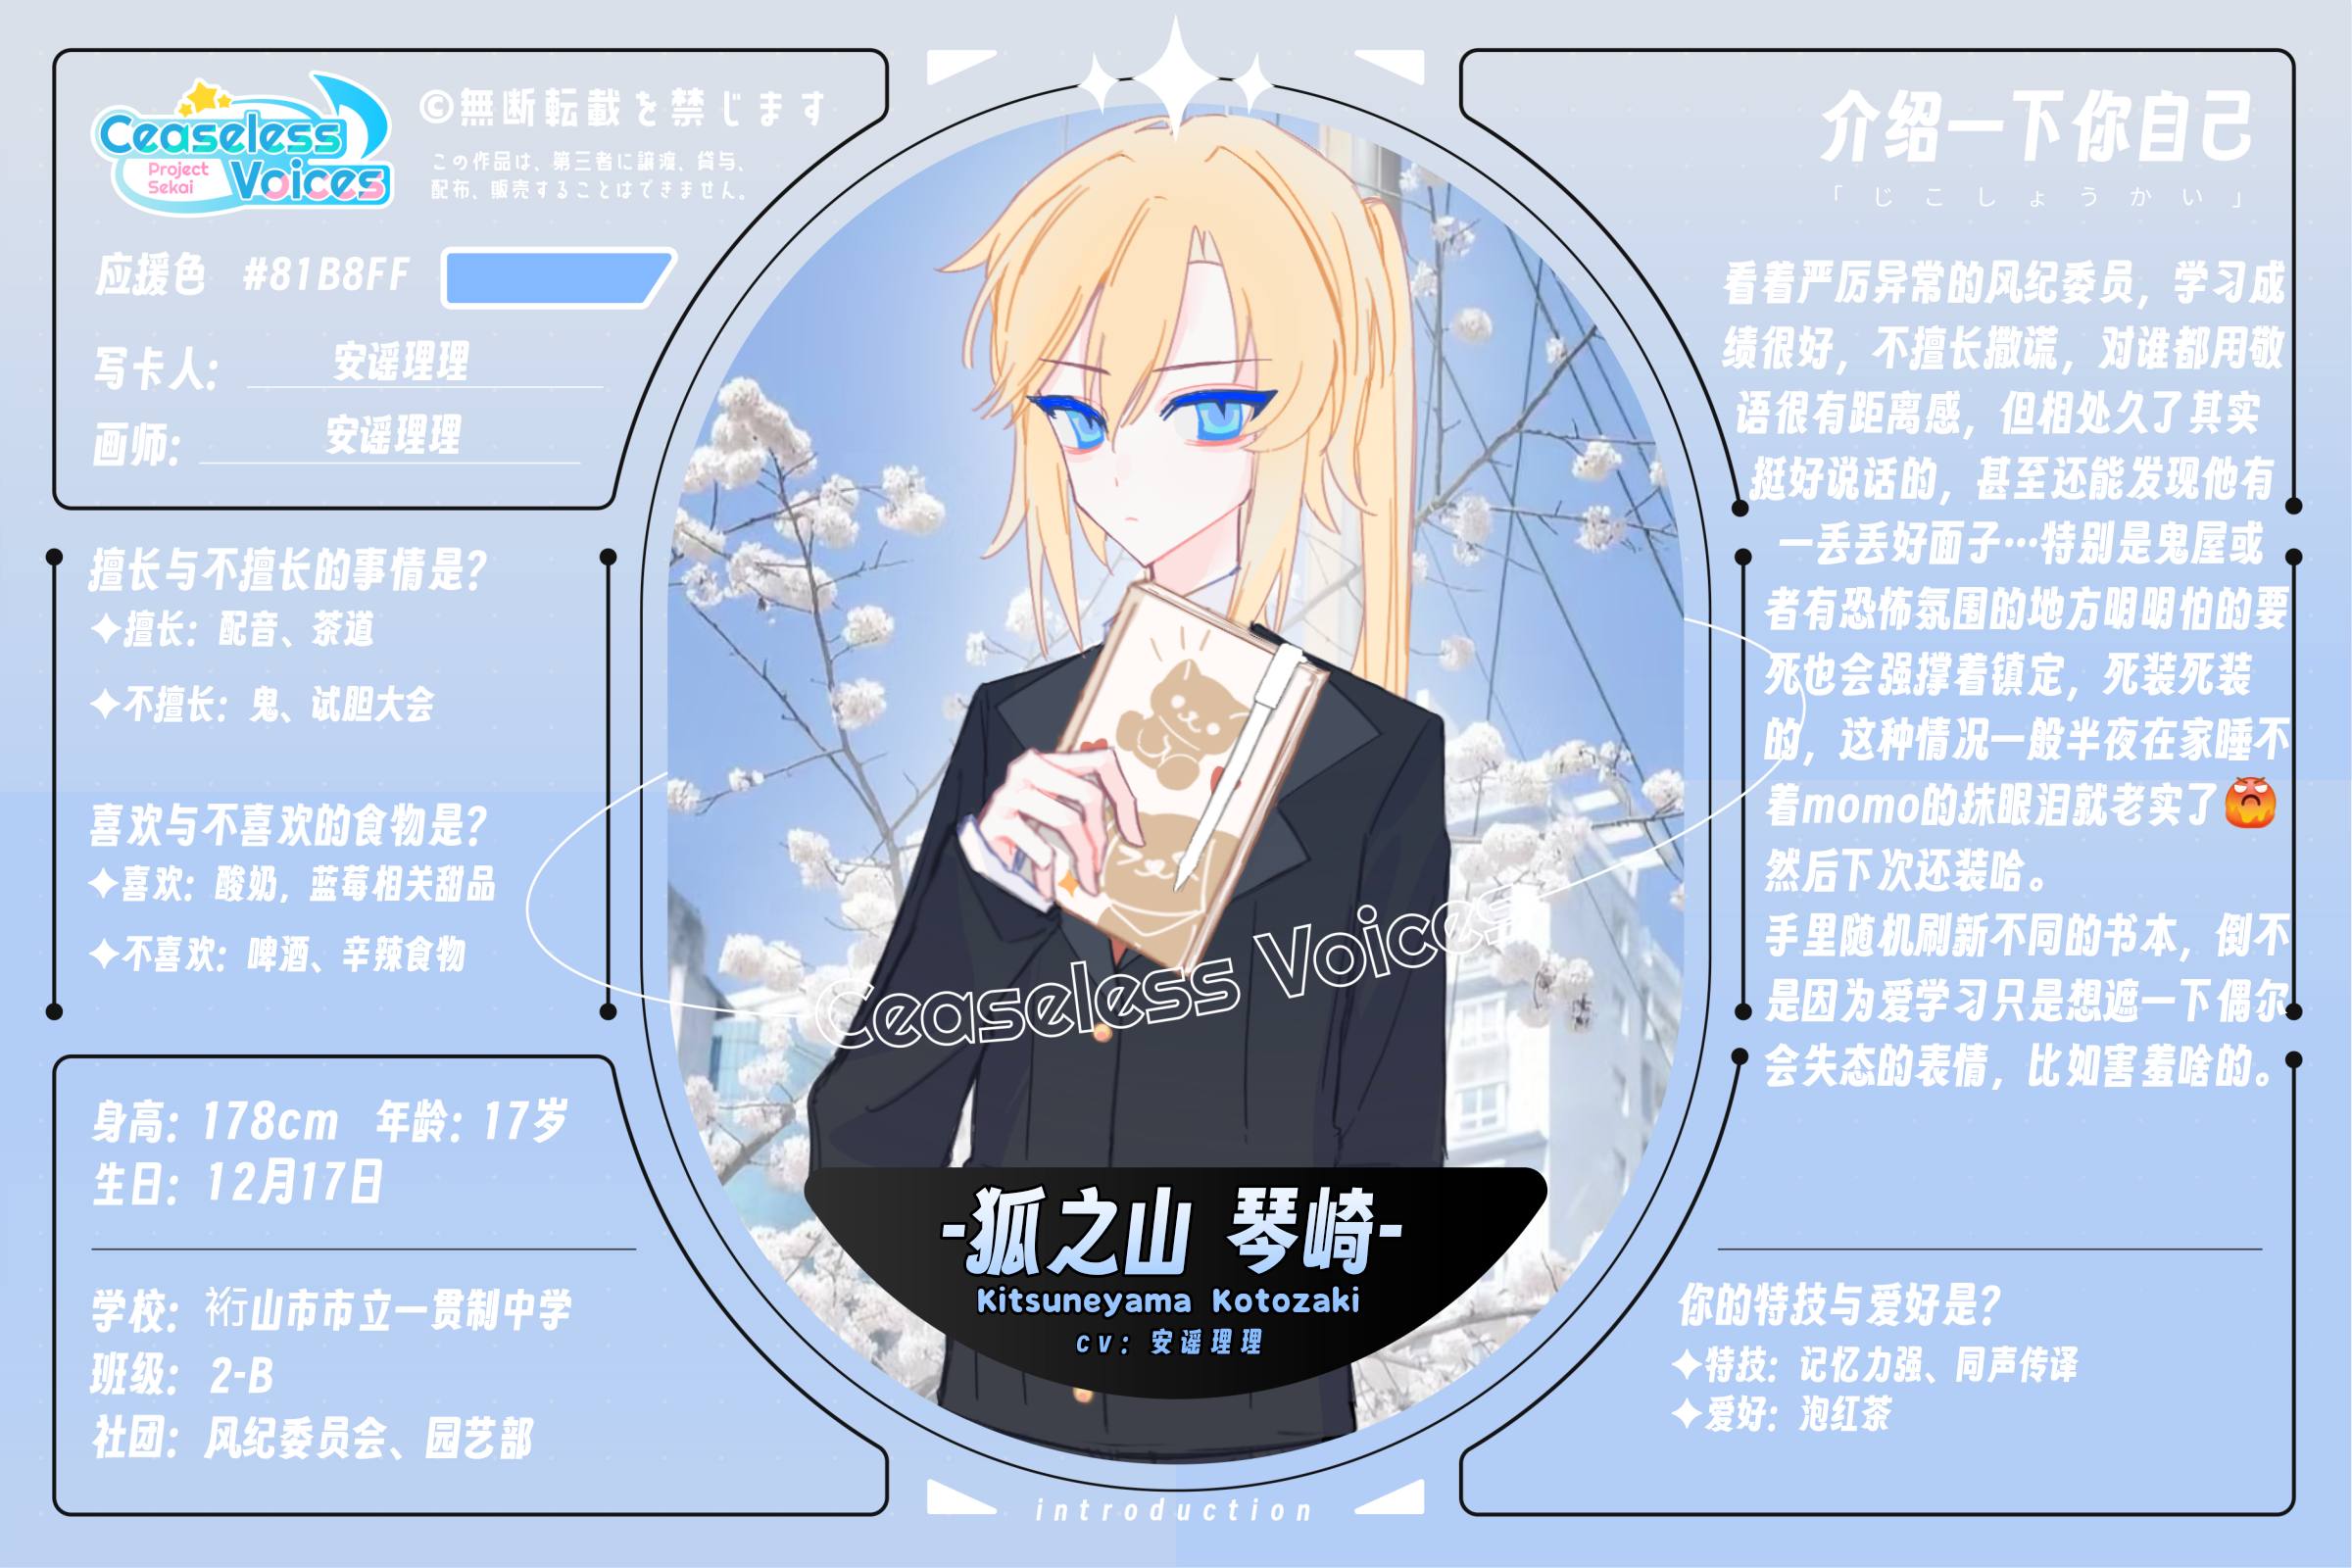 Ceaseless
Voices
Project
Sekai
©無断転載を禁じます
この作品は、第三者に譲渡、貸与、
配布、販売することはできません。
应援色 #81B8FF
写卡人: 安谣理理
画师: 安谣理理
擅长与不擅长的事情是？
✦擅长: 配音、茶道
✦不擅长: 鬼、试胆大会
喜欢与不喜欢的食物是？
✦喜欢: 酸奶，蓝莓相关甜品
✦不喜欢: 啤酒、辛辣食物
身高: 178cm 年龄: 17岁
生日: 12月17日
学校: 裄山市市立一贯制中学
班级: 2-B
社团: 风纪委员会、园艺部
Ceaseless Voices
-狐之山 琴崎-
Kitsuneyama Kotozaki
cv: 安谣理理
introduction
介绍一下你自己
「じこしょうかい」
看着严厉异常的风纪委员，学习成
绩很好，不擅长撒谎，对谁都用敬
语很有距离感，但相处久了其实
挺好说话的，甚至还能发现他有
一丢丢好面子…特别是鬼屋或
者有恐怖氛围的地方明明怕的要
死也会强撑着镇定，死装死装
的，这种情况一般半夜在家睡不
着momo的抹眼泪就老实了
然后下次还装哈。
手里随机刷新不同的书本，倒不
是因为爱学习只是想遮一下偶尔
会失态的表情，比如害羞啥的。
你的特技与爱好是？
✦特技: 记忆力强、同声传译
✦爱好: 泡红茶